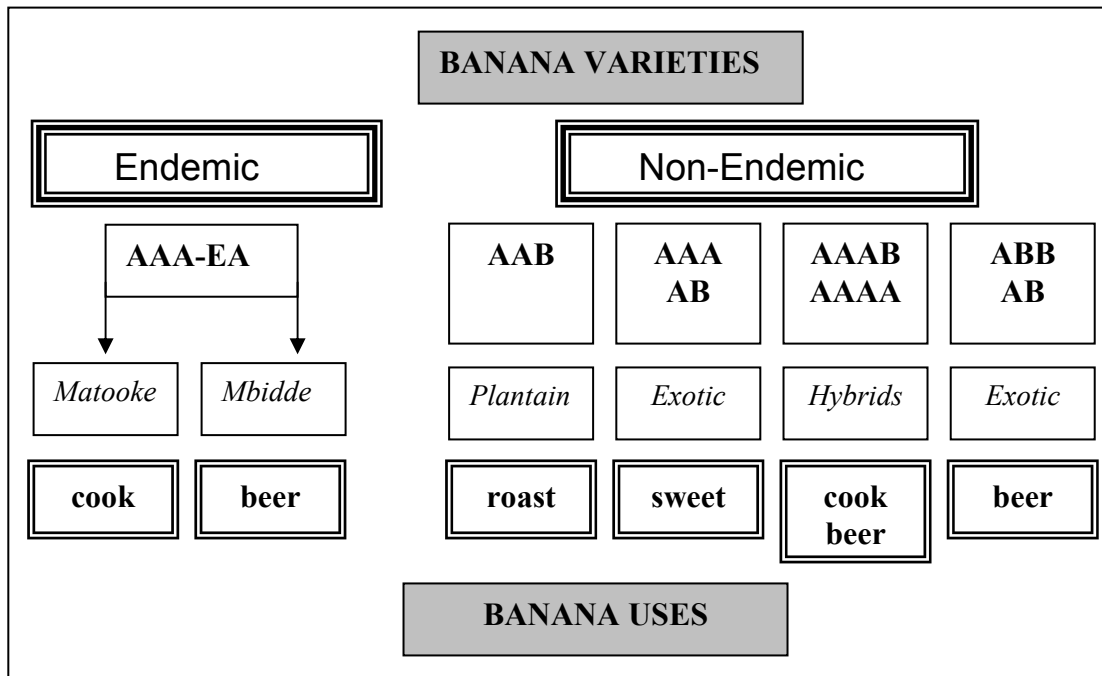 BANANA VARIETIES
Endemic
Non-Endemic
AAA-EA
AAB
AAA
AB
AAAB
AAAA
ABB
AB
Matooke
Mbidde
Plantain
Exotic
Hybrids
Exotic
cook
beer
roast
sweet
cook
beer
beer
BANANA USES